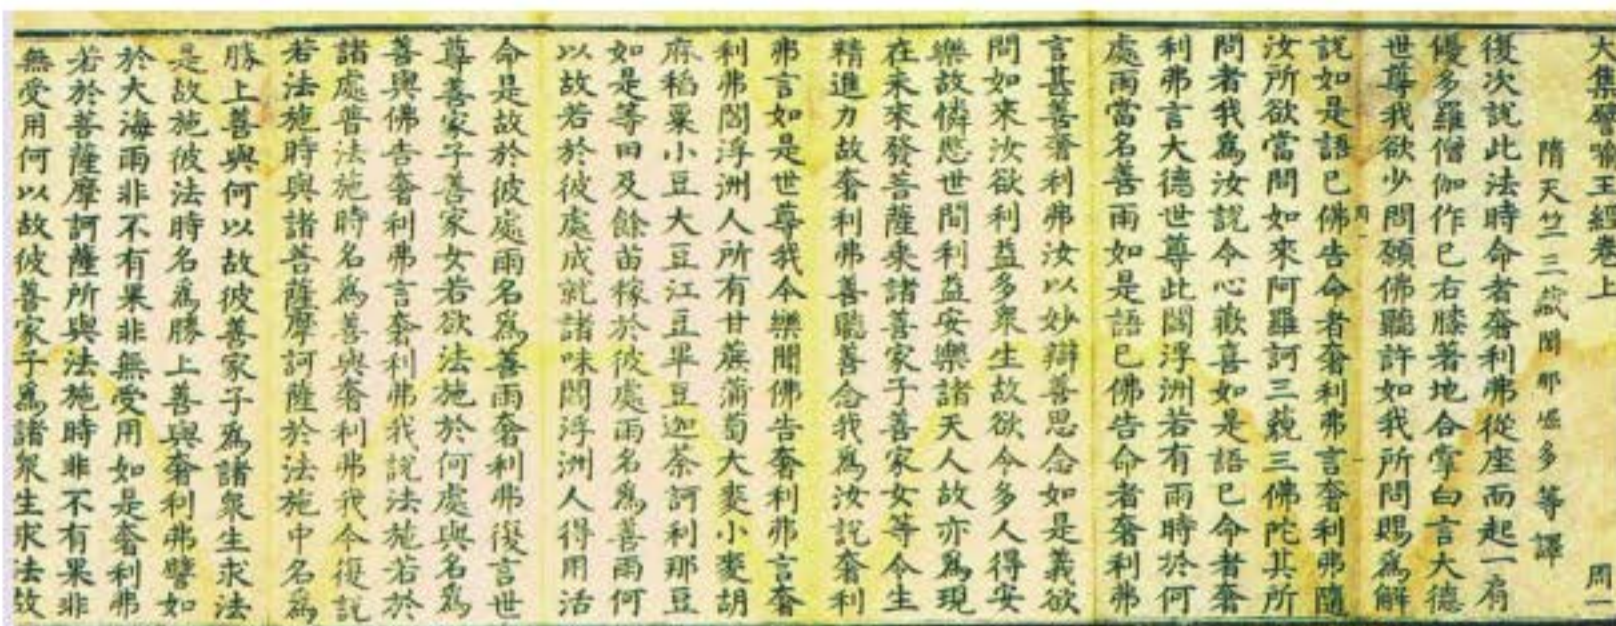 大集譬喻王經卷上 周一
隋天竺三藏闍那崛多等譯
復次說此法時命者奢利弗從座而起一肩
優多羅僧伽作已右膝著地合掌白言大德
世尊我欲少問願佛聽許如我所問賜為解
說如是語已佛告命者奢利弗言奢利弗隨
汝所欲當問如來阿羅訶三藐三佛陀其所
問者我為汝說令心歡喜如是語已命者奢
利弗言大德世尊此閻浮洲若有雨時於何
處雨當名善雨如是語已佛告命者奢利弗
言甚善奢利弗汝以妙辯善思念如是義欲
問如來汝欲利益多眾生故欲令多人得安
樂故憐愍世間利益安樂諸天人故亦為現
在未來發菩薩乘諸善家子善家女等令生
精進力故奢利弗善聽善念我為汝說奢利
弗言如是世尊我今樂聞佛告奢利弗言奢
利弗閻浮洲人所有甘蔗蒲萄大麥小麥胡
麻稻粟小豆大豆江豆畢豆迦荼訶利那豆
如是等田及餘苗稼於彼處雨名為善雨何
以故若於彼處成就諸味閻浮洲人得用活
命是故於彼處雨名為善雨奢利弗復言世
尊善家子善家女若欲法施於何處與名為
善與佛告奢利弗言奢利弗我說法施若於
諸處普法施時名為善與奢利弗我今復說
若法施時與諸菩薩摩訶薩於法施中名為
勝上善與何以故彼善家子為諸眾生求法
是故施彼法時名為勝上善與奢利弗譬如
於大海雨非不有果非無受用如是奢利弗
若於菩薩摩訶薩所與法施時非不有果非
無受用何以故彼善家子為諸眾生求法故